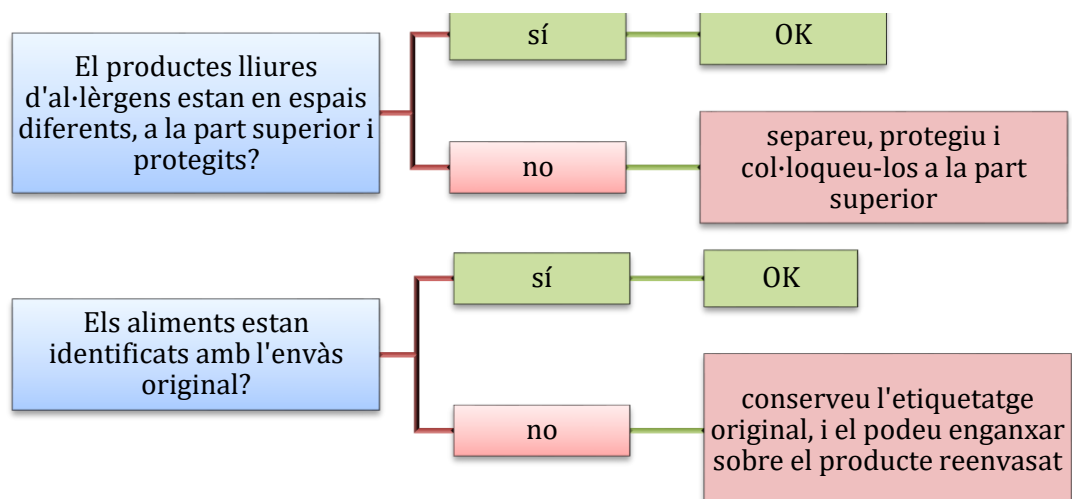 El productes lliures
d'al·lèrgens estan en espais
diferents, a la part superior i
protegits?
sí
OK
no
separeu, protegiu i
col·loqueu-los a la part
superior
Els aliments estan
identificats amb l'envàs
original?
sí
OK
no
conserveu l'etiquetatge
original, i el podeu enganxar
sobre el producte reenvasat